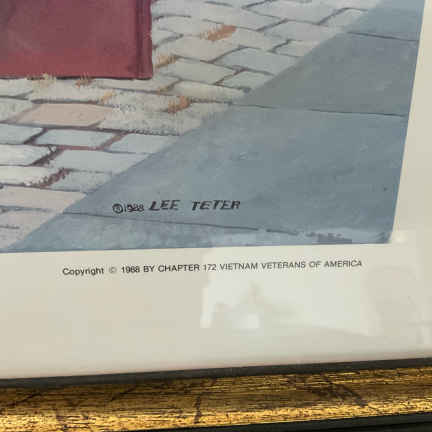 ©1988 LEE TETER
Copyright © 1988 BY CHAPTER 172 VIETNAM VETERANS OF AMERICA